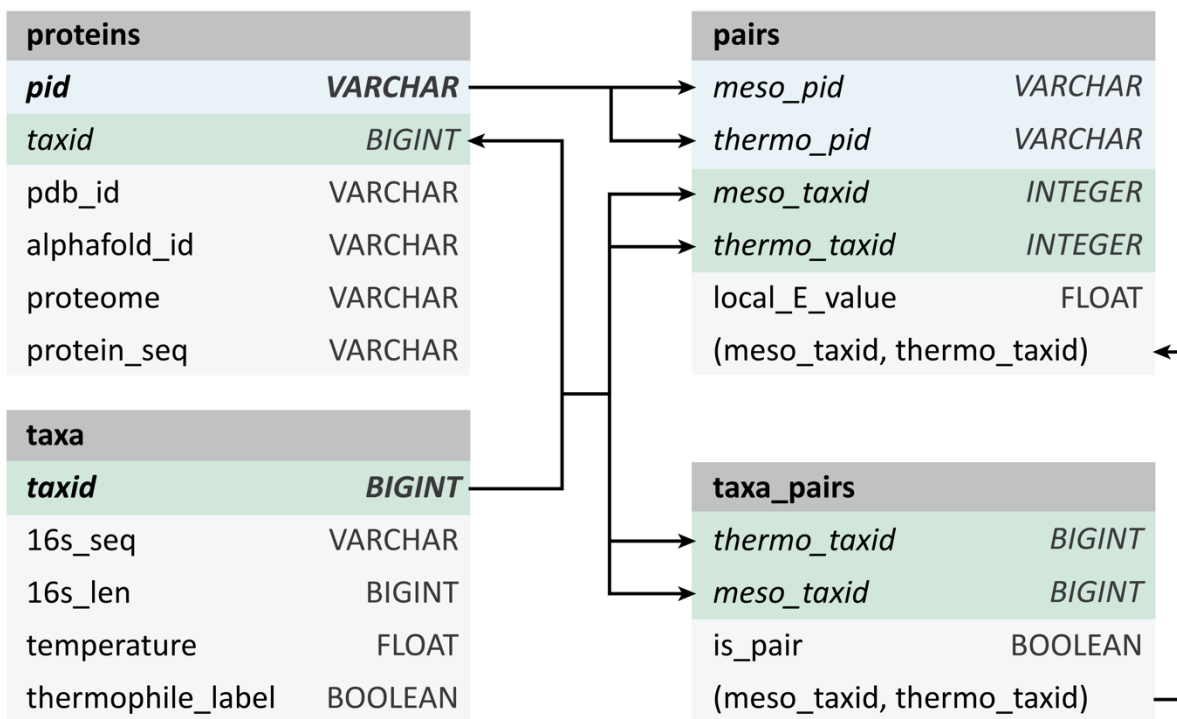 proteins
pid VARCHAR
taxid BIGINT
pdb_id VARCHAR
alphafold_id VARCHAR
proteome VARCHAR
protein_seq VARCHAR
taxa
taxid BIGINT
16s_seq VARCHAR
16s_len BIGINT
temperature FLOAT
thermophile_label BOOLEAN
pairs
meso_pid VARCHAR
thermo_pid VARCHAR
meso_taxid INTEGER
thermo_taxid INTEGER
local_E_value FLOAT
(meso_taxid, thermo_taxid)
taxa_pairs
thermo_taxid BIGINT
meso_taxid BIGINT
is_pair BOOLEAN
(meso_taxid, thermo_taxid)